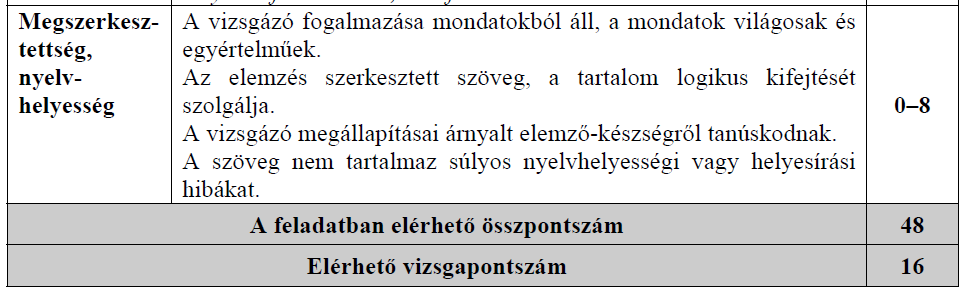 Megszerkesz-
tettség,
nyelv-
helyesség
A vizsgázó fogalmazása mondatokból áll, a mondatok világosak és
egyértelműek.
Az elemzés szerkesztett szöveg, a tartalom logikus kifejtését
szolgálja.
A vizsgázó megállapításai árnyalt elemző-készségről tanúskodnak.
A szöveg nem tartalmaz súlyos nyelvhelyességi vagy helyesírási
hibákat.
0–8
A feladatban elérhető összpontszám 48
Elérhető vizsgapontszám 16